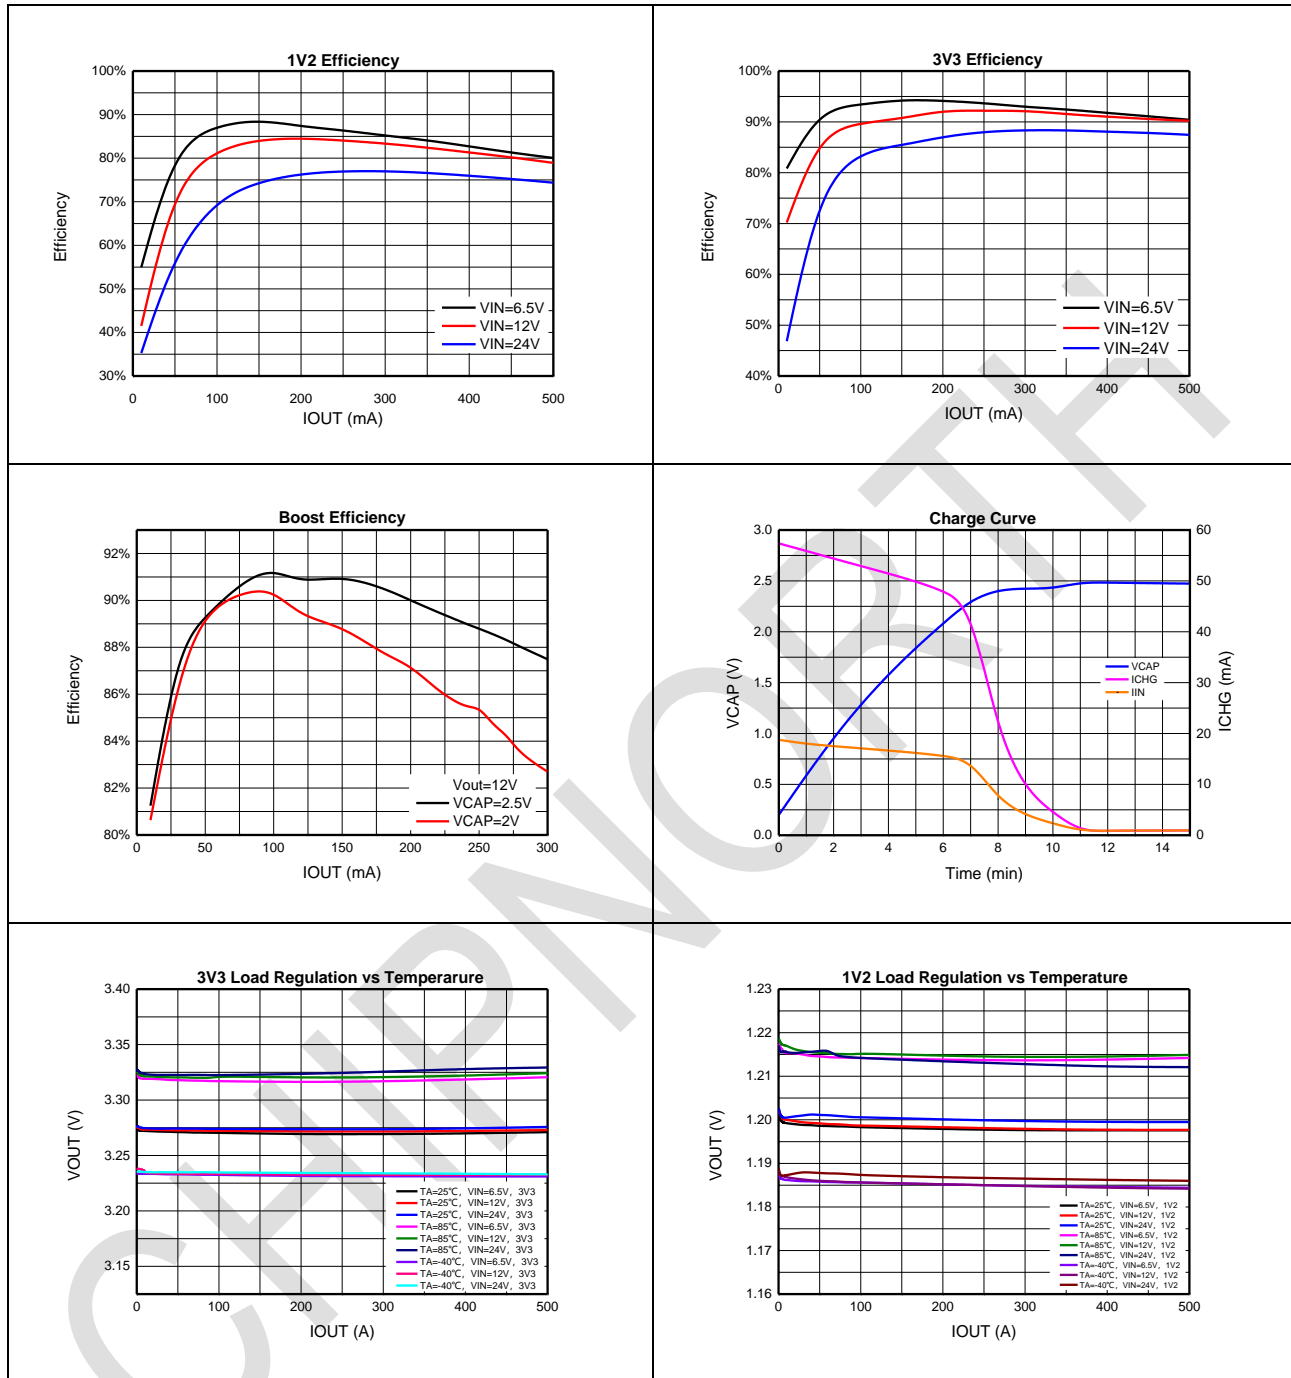 1V2 Efficiency
100%
90%
80%
70%
60%
50%
40%
30%
Efficiency
VIN=6.5V
VIN=12V
VIN=24V
0 100 200 300 400 500
IOUT (mA)
3V3 Efficiency
100%
90%
80%
70%
60%
50%
40%
Efficiency
VIN=6.5V
VIN=12V
VIN=24V
0 100 200 300 400 500
IOUT (mA)
Boost Efficiency
92%
90%
88%
86%
84%
82%
80%
Efficiency
Vout=12V
VCAP=2.5V
VCAP=2V
0 50 100 150 200 250 300
IOUT (mA)
Charge Curve
3.0
2.5
2.0
1.5
1.0
0.5
0.0
VCAP (V)
60
50
40
30
20
10
0
ICHG (mA)
VCAP
ICHG
IIN
0 2 4 6 8 10 12 14
Time (min)
3V3 Load Regulation vs Temperarure
3.40
3.35
3.30
3.25
3.20
3.15
VOUT (V)
TA=25℃, VIN=6.5V, 3V3
TA=25℃, VIN=12V, 3V3
TA=25℃, VIN=24V, 3V3
TA=85℃, VIN=6.5V, 3V3
TA=85℃, VIN=12V, 3V3
TA=85℃, VIN=24V, 3V3
TA=-40℃, VIN=6.5V, 3V3
TA=-40℃, VIN=12V, 3V3
TA=-40℃, VIN=24V, 3V3
0 100 200 300 400 500
IOUT (A)
1V2 Load Regulation vs Temperature
1.23
1.22
1.21
1.20
1.19
1.18
1.17
1.16
VOUT (V)
TA=25℃, VIN=6.5V, 1V2
TA=25℃, VIN=12V, 1V2
TA=25℃, VIN=24V, 1V2
TA=85℃, VIN=6.5V, 1V2
TA=85℃, VIN=12V, 1V2
TA=85℃, VIN=24V, 1V2
TA=-40℃, VIN=6.5V, 1V2
TA=-40℃, VIN=12V, 1V2
TA=-40℃, VIN=24V, 1V2
0 100 200 300 400 500
IOUT (A)
CHIPNORTH